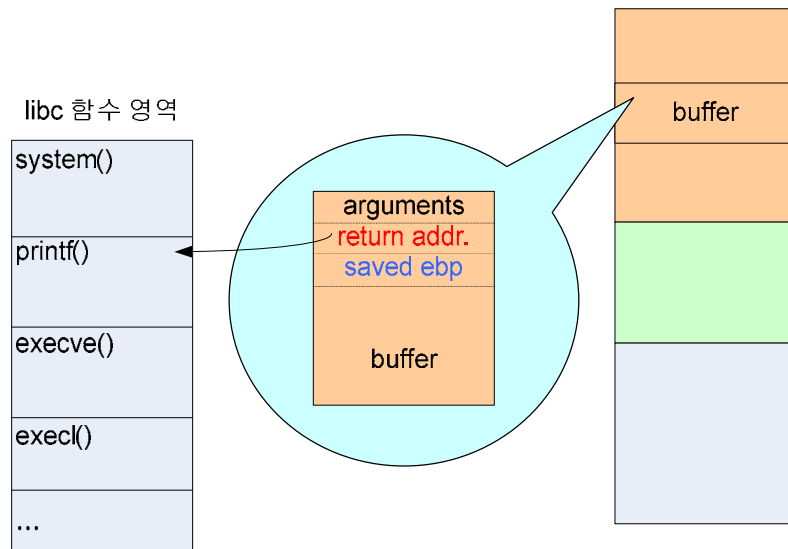 libc 함수 영역
system()
printf()
execve()
execl()
...
arguments
return addr.
saved ebp
buffer
buffer